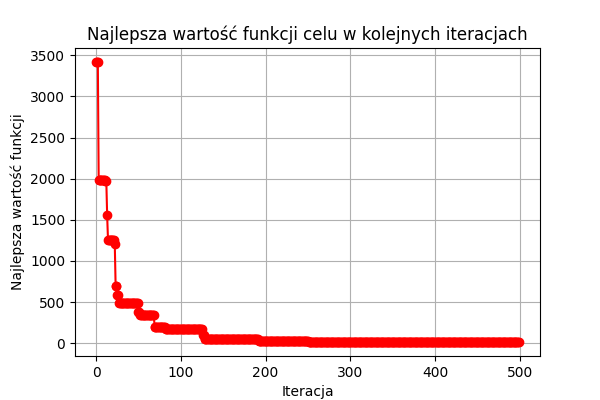 Najlepsza wartość funkcji celu w kolejnych iteracjach
3500
3000
2500
2000
1500
1000
500
0
Najlepsza wartość funkcji
0 100 200 300 400 500
Iteracja